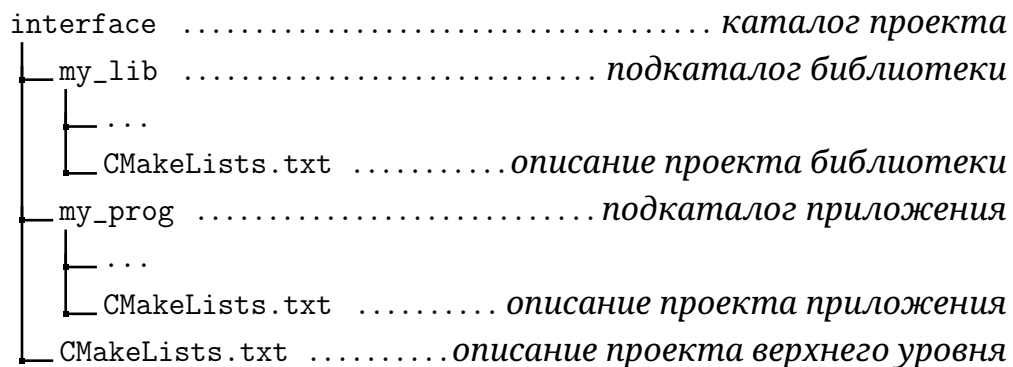 interface ..................................... каталог проекта
my_lib ............................. подкаталог библиотеки
...
CMakeLists.txt ........... описание проекта библиотеки
my_prog ............................ подкаталог приложения
...
CMakeLists.txt .......... описание проекта приложения
CMakeLists.txt .......... описание проекта верхнего уровня